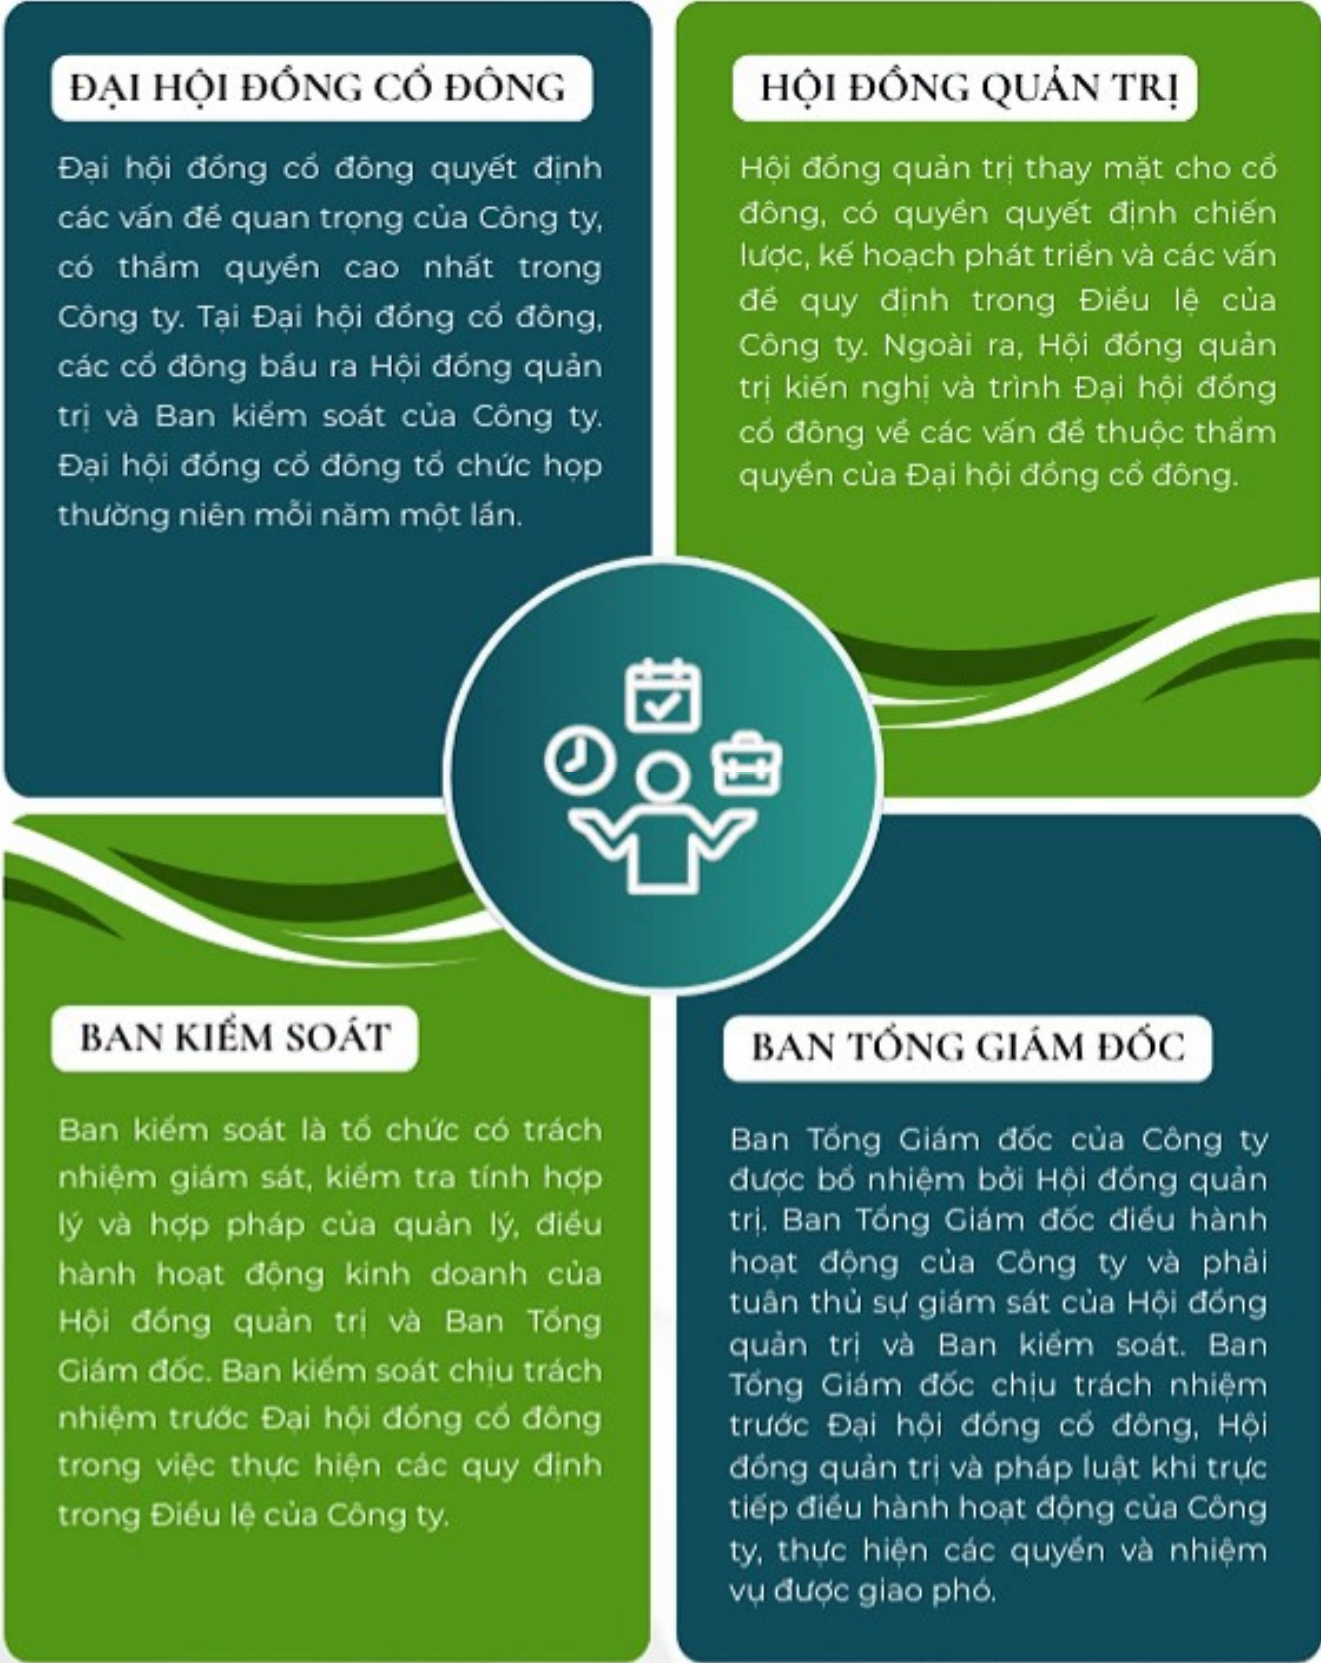 ĐẠI HỘI ĐỒNG CỔ ĐÔNG
Đại hội đồng cổ đông quyết định
các vấn đề quan trọng của Công ty,
có thẩm quyền cao nhất trong
Công ty. Tại Đại hội đồng cổ đông,
các cổ đông bầu ra Hội đồng quản
trị và Ban kiểm soát của Công ty.
Đại hội đồng cổ đông tổ chức họp
thường niên mỗi năm một lần.
HỘI ĐỒNG QUẢN TRỊ
Hội đồng quản trị thay mặt cho cổ
đông, có quyền quyết định chiến
lược, kế hoạch phát triển và các vấn
đề quy định trong Điều lệ của
Công ty. Ngoài ra, Hội đồng quản
trị kiến nghị và trình Đại hội đồng
cổ đông về các vấn đề thuộc thẩm
quyền của Đại hội đồng cổ đông.
BAN KIỂM SOÁT
Ban kiểm soát là tổ chức có trách
nhiệm giám sát, kiểm tra tính hợp
lý và hợp pháp của quản lý, điều
hành hoạt động kinh doanh của
Hội đồng quản trị và Ban Tổng
Giám đốc. Ban kiểm soát chịu trách
nhiệm trước Đại hội đồng cổ đông
trong việc thực hiện các quy định
trong Điều lệ của Công ty.
BAN TỔNG GIÁM ĐỐC
Ban Tổng Giám đốc của Công ty
được bổ nhiệm bởi Hội đồng quản
trị. Ban Tổng Giám đốc điều hành
hoạt động của Công ty và phải
tuân thủ sự giám sát của Hội đồng
quản trị và Ban kiểm soát. Ban
Tổng Giám đốc chịu trách nhiệm
trước Đại hội đồng cổ đông, Hội
đồng quản trị và pháp luật khi trực
tiếp điều hành hoạt động của Công
ty, thực hiện các quyền và nhiệm
vụ được giao phó.